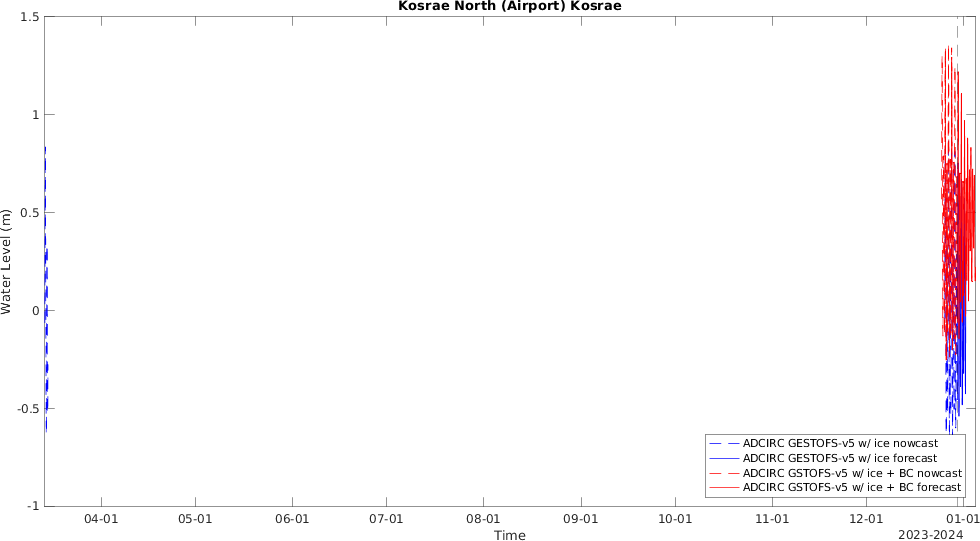 Kosrae North (Airport) Kosrae
1.5
1
0.5
0
-0.5
-1
Water Level (m)
ADCIRC GESTOFS-v5 w/ ice nowcast
ADCIRC GESTOFS-v5 w/ ice forecast
ADCIRC GSTOFS-v5 w/ ice + BC nowcast
ADCIRC GSTOFS-v5 w/ ice + BC forecast
04-01 05-01 06-01 07-01 08-01 09-01 10-01 11-01 12-01 01-01
Time
2023-2024